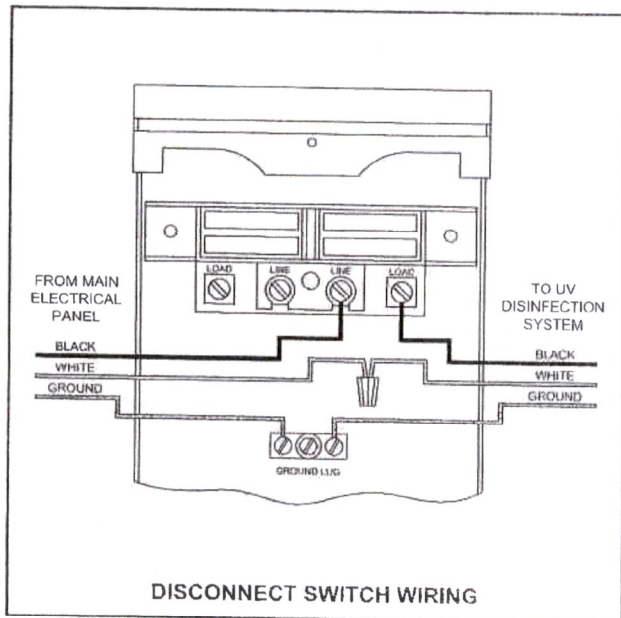 LOAD LINE LINE LOAD
FROM MAIN
ELECTRICAL
PANEL
TO UV
DISINFECTION
SYSTEM
BLACK
WHITE
GROUND
BLACK
WHITE
GROUND
GROUND LUG
DISCONNECT SWITCH WIRING